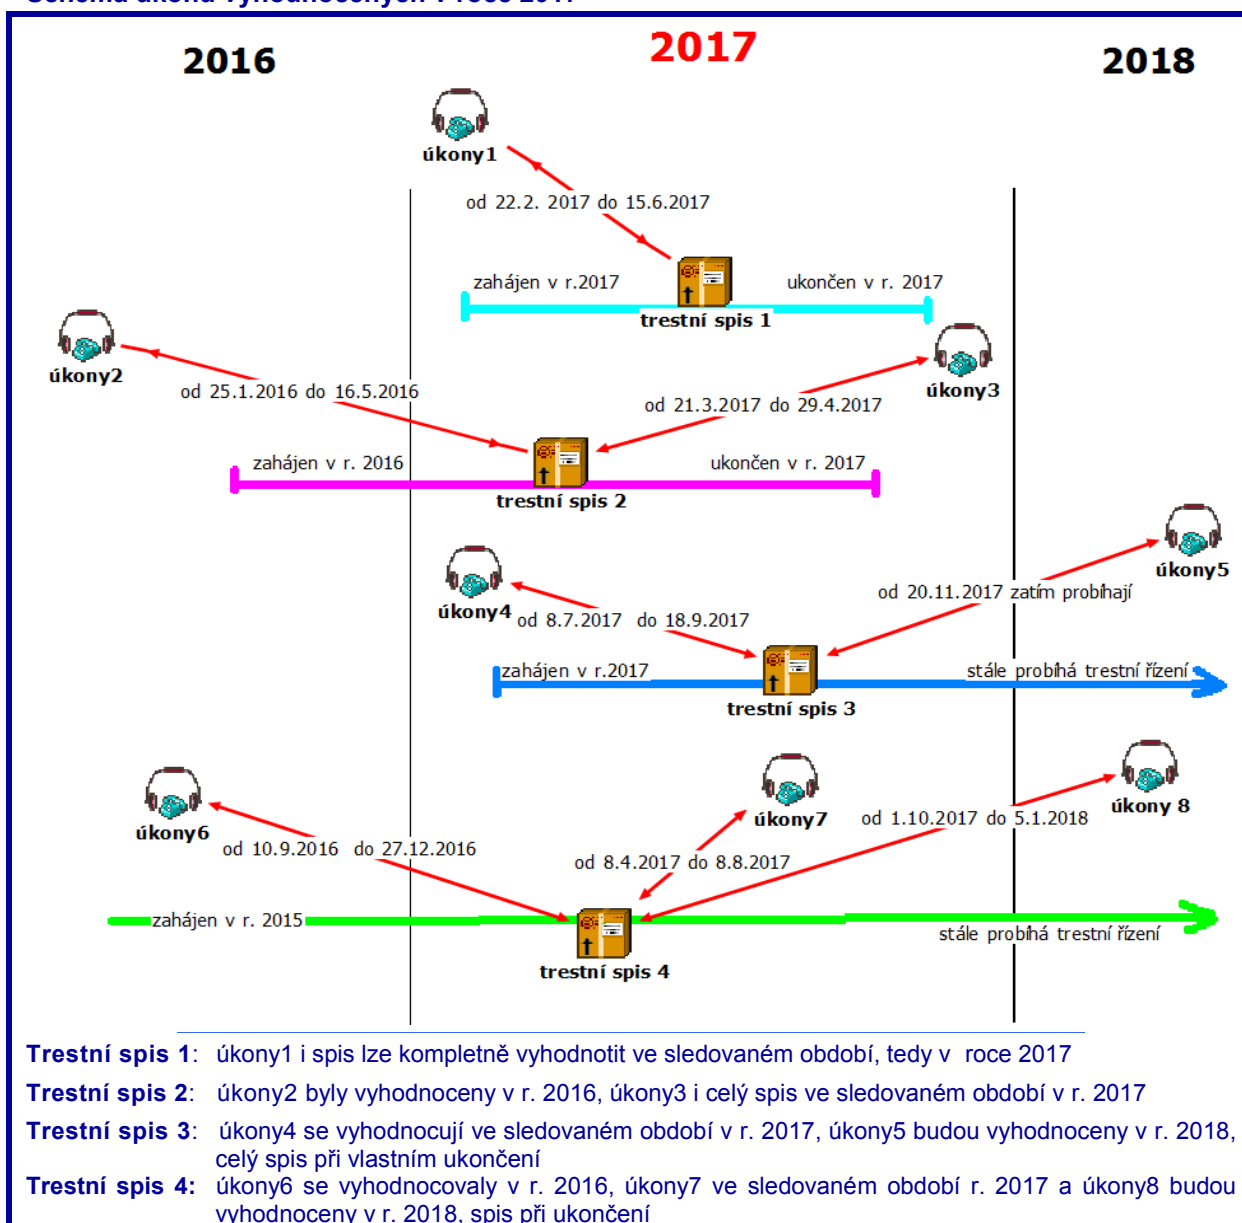 Schéma úkonů vyhodnocených v roce 2017
2016
2017
2018
úkony1
od 22.2. 2017 do 15.6.2017
zahájen v r.2017
ukončen v r. 2017
trestní spis 1
úkony2
úkony3
od 25.1.2016 do 16.5.2016
od 21.3.2017 do 29.4.2017
zahájen v r. 2016
ukončen v r. 2017
trestní spis 2
úkony4
úkony5
od 8.7.2017 do 18.9.2017
od 20.11.2017 zatím probíhají
zahájen v r.2017
stále probíhá trestní řízení
trestní spis 3
úkony6
úkony7
úkony 8
od 10.9.2016 do 27.12.2016
od 8.4.2017 do 8.8.2017
od 1.10.2017 do 5.1.2018
zahájen v r. 2015
stále probíhá trestní řízení
trestní spis 4
Trestní spis 1: úkony1 i spis lze kompletně vyhodnotit ve sledovaném období, tedy v roce 2017
Trestní spis 2: úkony2 byly vyhodnoceny v r. 2016, úkony3 i celý spis ve sledovaném období v r. 2017
Trestní spis 3: úkony4 se vyhodnocují ve sledovaném období v r. 2017, úkony5 budou vyhodnoceny v r. 2018,
celý spis při vlastním ukončení
Trestní spis 4: úkony6 se vyhodnocovaly v r. 2016, úkony7 ve sledovaném období r. 2017 a úkony8 budou
vyhodnoceny v r. 2018, spis při ukončení